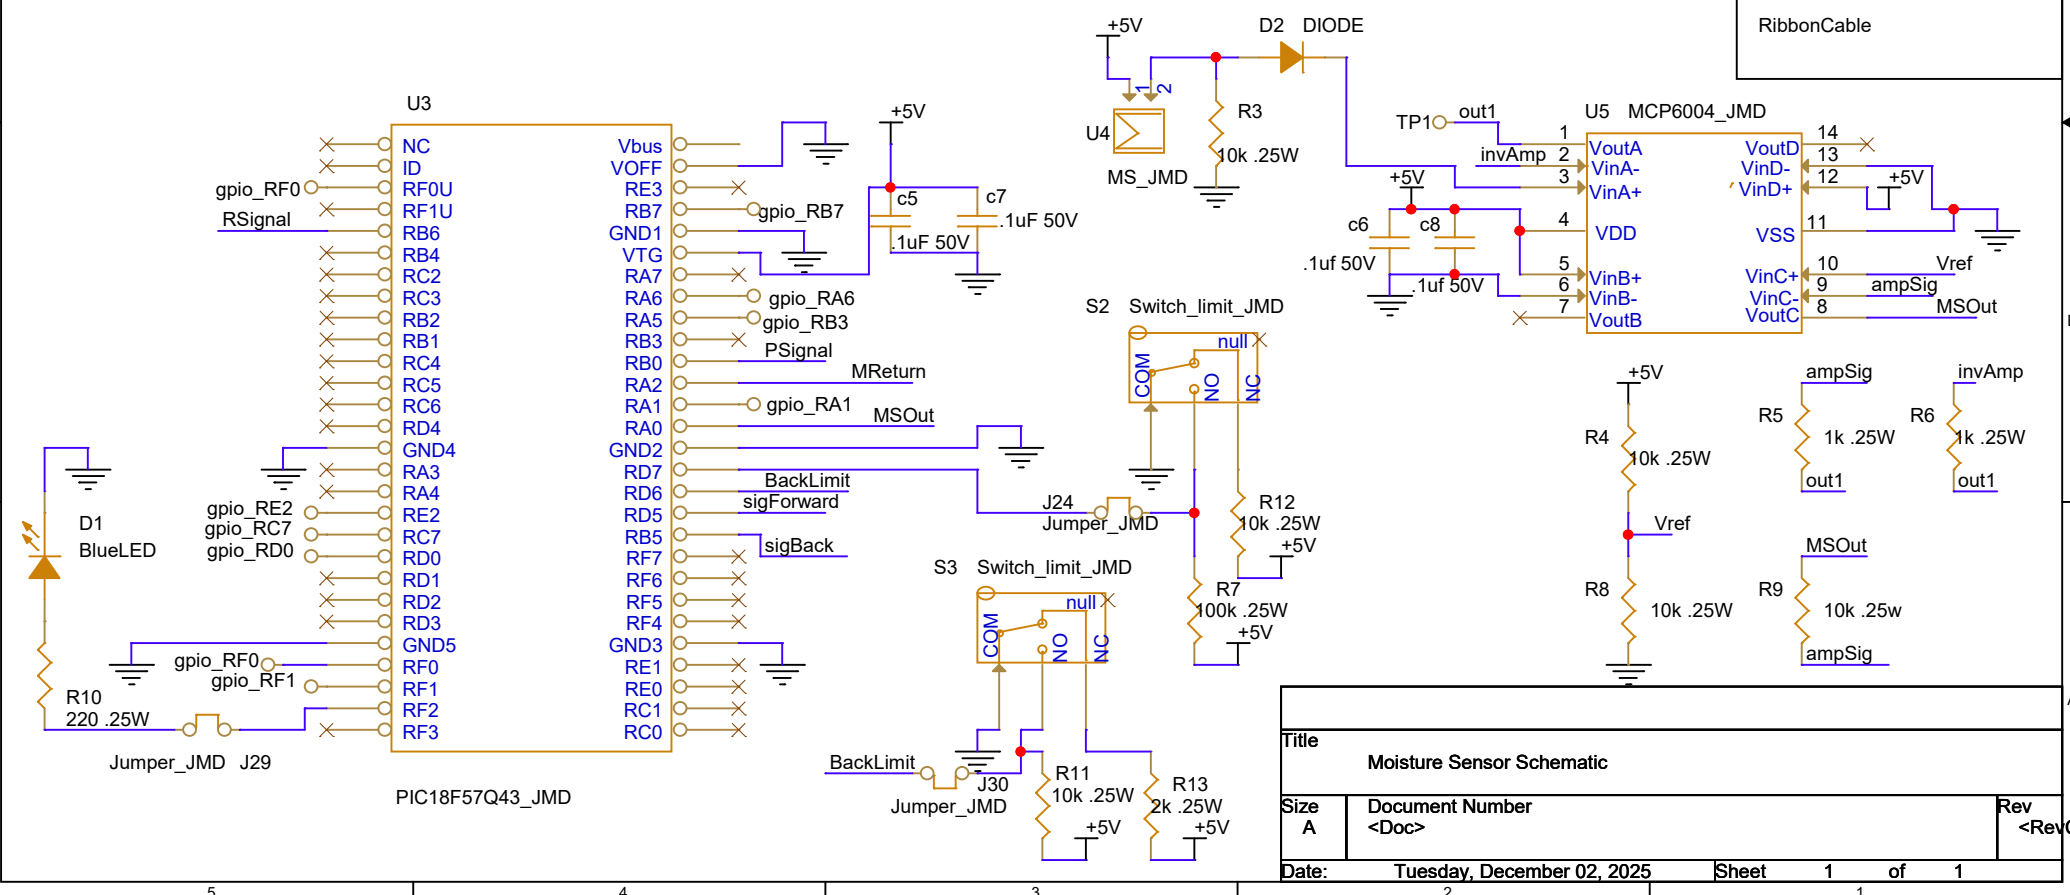 RibbonCable
+5V
D2 DIODE
1
2
U4
MS_JMD
R3
10k .25W
U3
NC
ID
RF0U
RF1U
RB6
RB4
RC2
RC3
RB2
RB1
RC4
RC5
RC6
RD4
GND4
RA3
RA4
RE2
RC7
RD0
RD1
RD2
RD3
GND5
RF0
RF1
RF2
RF3
Vbus
VOFF
RE3
RB7
GND1
VTG
RA7
RA6
RA5
RB3
RB0
RA2
RA1
RA0
GND2
RD7
RD6
RD5
RB5
RF7
RF6
RF5
RF4
GND3
RE1
RE0
RC1
RC0
PIC18F57Q43_JMD
gpio_RF0
RSignal
gpio_RE2
gpio_RC7
gpio_RD0
gpio_RF0
gpio_RF1
D1
BlueLED
R10
220 .25W
Jumper_JMD J29
+5V
c5
.1uF 50V
c7
.1uF 50V
gpio_RB7
gpio_RA6
gpio_RB3
PSignal
MReturn
gpio_RA1
MSOut
BackLimit
sigForward
sigBack
S2 Switch_limit_JMD
null
COM
NO
NC
J24
Jumper_JMD
R12
10k .25W
+5V
R7
100k .25W
+5V
S3 Switch_limit_JMD
null
COM
NO
NC
BackLimit
J30
Jumper_JMD
R11
10k .25W
+5V
R13
2k .25W
+5V
U5 MCP6004_JMD
TP1
out1
invAmp
+5V
c6
.1uf 50V
c8
.1uf 50V
1 VoutA
2 VinA-
3 VinA+
4 VDD
5 VinB+
6 VinB-
7 VoutB
VoutD 14
VinD- 13
VinD+ 12
VSS 11
VinC+ 10
VinC- 9
VoutC 8
+5V
Vref
ampSig
MSOut
+5V
R4
10k .25W
Vref
R8
10k .25W
ampSig
R5
1k .25W
out1
invAmp
R6
1k .25W
out1
MSOut
R9
10k .25w
ampSig
Title
Moisture Sensor Schematic
Size
A
Document Number
<Doc>
Rev
Date: Tuesday, December 02, 2025 Sheet 1 of 1
5 4 3 2 1